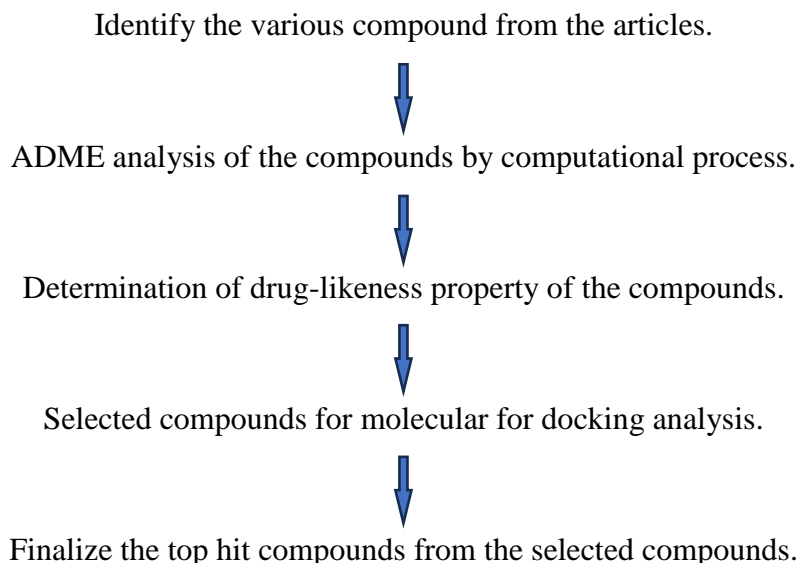 Identify the various compound from the articles.
ADME analysis of the compounds by computational process.
Determination of drug-likeness property of the compounds.
Selected compounds for molecular for docking analysis.
Finalize the top hit compounds from the selected compounds.